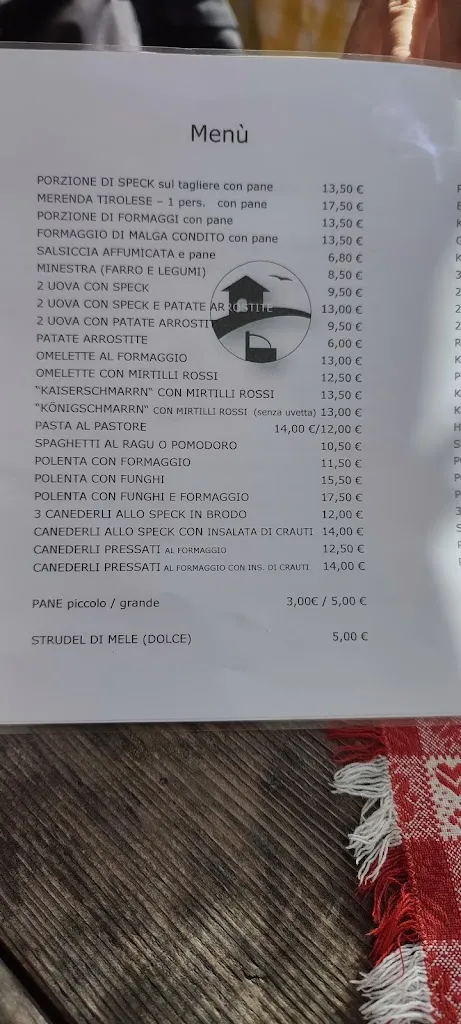 Menù
PORZIONE DI SPECK sul tagliere con pane 13,50 €
MERENDA TIROLESE – 1 pers. con pane 17,50 €
PORZIONE DI FORMAGGI con pane 13,50 €
FORMAGGIO DI MALGA CONDITO con pane 13,50 €
SALSICCIA AFFUMICATA e pane 6,80 €
MINESTRA (FARRO E LEGUMI) 8,50 €
2 UOVA CON SPECK 9,50 €
2 UOVA CON SPECK E PATATE ARROSTITE 13,00 €
2 UOVA CON PATATE ARROSTIT 9,50 €
PATATE ARROSTITE 6,00 €
OMELETTE AL FORMAGGIO 13,00 €
OMELETTE CON MIRTILLI ROSSI 12,50 €
"KAISERSCHMARRN" CON MIRTILLI ROSSI 13,50 €
"KÖNIGSCHMARRN" CON MIRTILLI ROSSI (senza uvetta) 13,00 €
PASTA AL PASTORE 14,00 €/12,00 €
SPAGHETTI AL RAGU O POMODORO 10,50 €
POLENTA CON FORMAGGIO 11,50 €
POLENTA CON FUNGHI 15,50 €
POLENTA CON FUNGHI E FORMAGGIO 17,50 €
3 CANEDERLI ALLO SPECK IN BRODO 12,00 €
CANEDERLI ALLO SPECK CON INSALATA DI CRAUTI 14,00 €
CANEDERLI PRESSATI AL FORMAGGIO 12,50 €
CANEDERLI PRESSATI AL FORMAGGIO CON INS. DI CRAUTI 14,00 €
PANE piccolo / grande 3,00€ / 5,00 €
STRUDEL DI MELE (DOLCE) 5,00 €